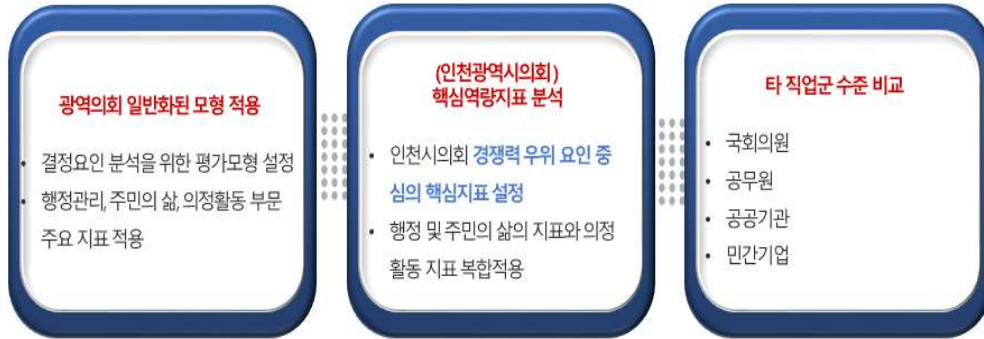 광역의회 일반화된 모형 적용
• 결정요인 분석을 위한 평가모형 설정
• 행정관리, 주민의 삶, 의정활동 부문
주요 지표 적용
(인천광역시의회)
핵심역량지표 분석
• 인천시의회 경쟁력 우위 요인 중
심의 핵심지표 설정
• 행정 및 주민의 삶의 지표와 의정
활동 지표 복합적용
타 직업군 수준 비교
• 국회의원
• 공무원
• 공공기관
• 민간기업